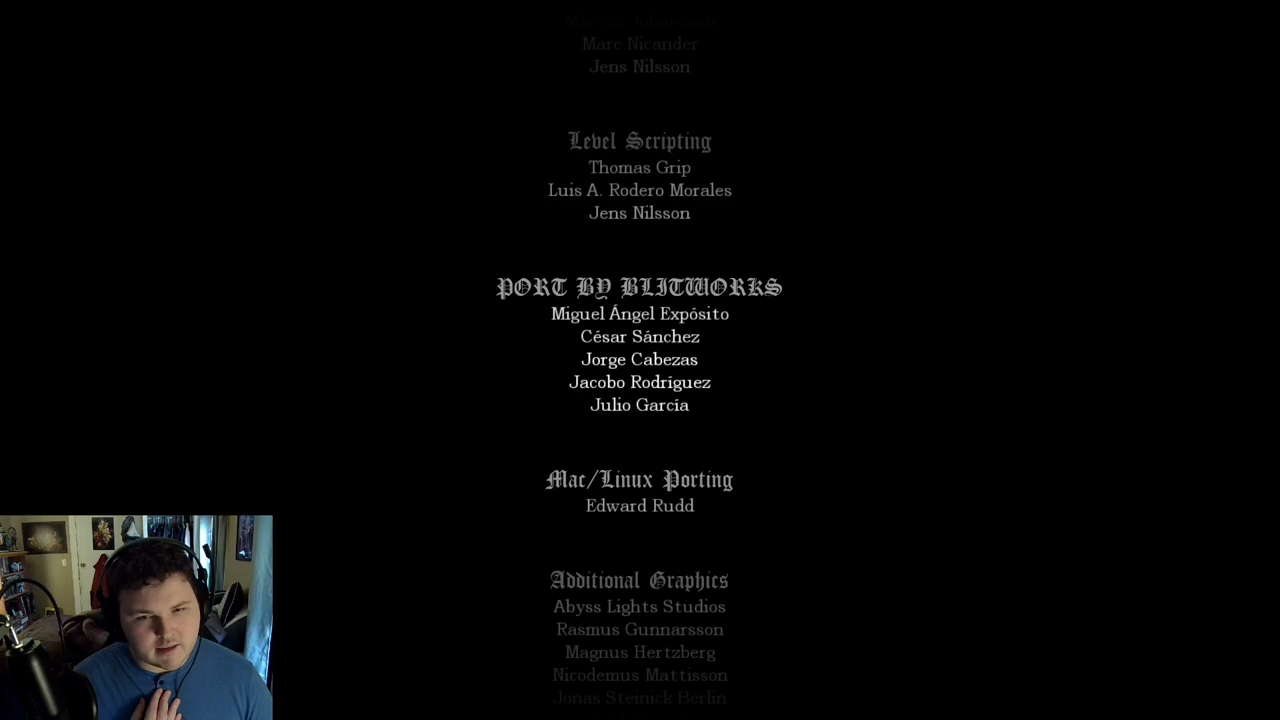 Marc Nicander
Jens Nilsson
Level Scripting
Thomas Grip
Luis A. Rodero Morales
Jens Nilsson
PORT BY BLITWORKS
Miguel Ángel Expósito
César Sánchez
Jorge Cabezas
Jacobo Rodríguez
Julio García
Mac/Linux Porting
Edward Rudd
Additional Graphics
Abyss Lights Studios
Rasmus Gunnarsson
Magnus Hertzberg
Nicodemus Mattisson
Jonas Steinick Berlin